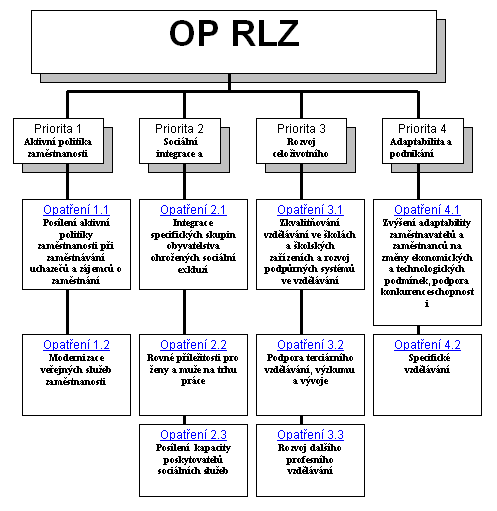 OP RLZ
Priorita 1
Aktivní politika
zaměstnanosti
Priorita 2
Sociální
integrace a
Priorita 3
Rozvoj
celoživotního
Priorita 4
Adaptabilita a
podnikání
Opatření 1.1
Posílení aktivní
politiky
zaměstnanosti při
zaměstnávání
uchazečů a zájemců o
zaměstnání
Opatření 2.1
Integrace
specifických skupin
obyvatelstva
ohrožených sociální
exkluzí
Opatření 3.1
Zkvalitňování
vzdělávání ve školách
a školských
zařízeních a rozvoj
podpůrných systémů
ve vzdělávání
Opatření 4.1
Zvýšení adaptability
zaměstnavatelů a
zaměstnanců na
změny ekonomických
a technologických
podmínek, podpora
konkurenceschopnost
i
Opatření 1.2
Modernizace
veřejných služeb
zaměstnanosti
Opatření 2.2
Rovné příležitosti pro
ženy a muže na trhu
práce
Opatření 3.2
Podpora terciárního
vzdělávání, výzkumu
a vývoje
Opatření 4.2
Specifické
vzdělávání
Opatření 2.3
Posílení kapacity
poskytovatelů
sociálních služeb
Opatření 3.3
Rozvoj dalšího
profesního
vzdělávání